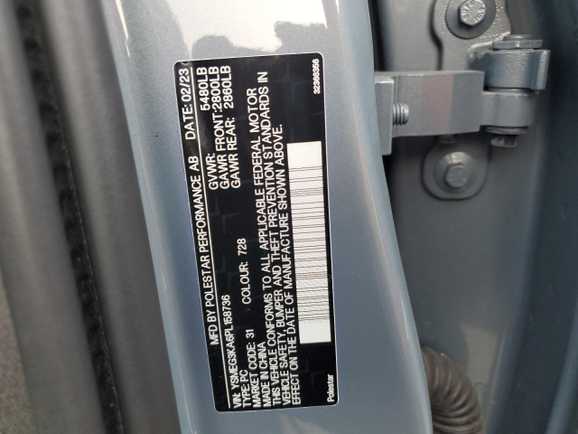 MFD BY POLESTAR PERFORMANCE AB DATE: 02/23
GVWR: 5480LB
GAWR FRONT: 2800LB
GAWR REAR: 2860LB
VIN: YSMEG3KA6PL158736
TYPE: PC
MARKET CODE: 31 COLOUR: 728
MADE IN CHINA
THIS VEHICLE CONFORMS TO ALL APPLICABLE FEDERAL MOTOR
VEHICLE SAFETY, BUMPER AND THEFT PREVENTION STANDARDS IN
EFFECT ON THE DATE OF MANUFACTURE SHOWN ABOVE.
Polestar 32366356